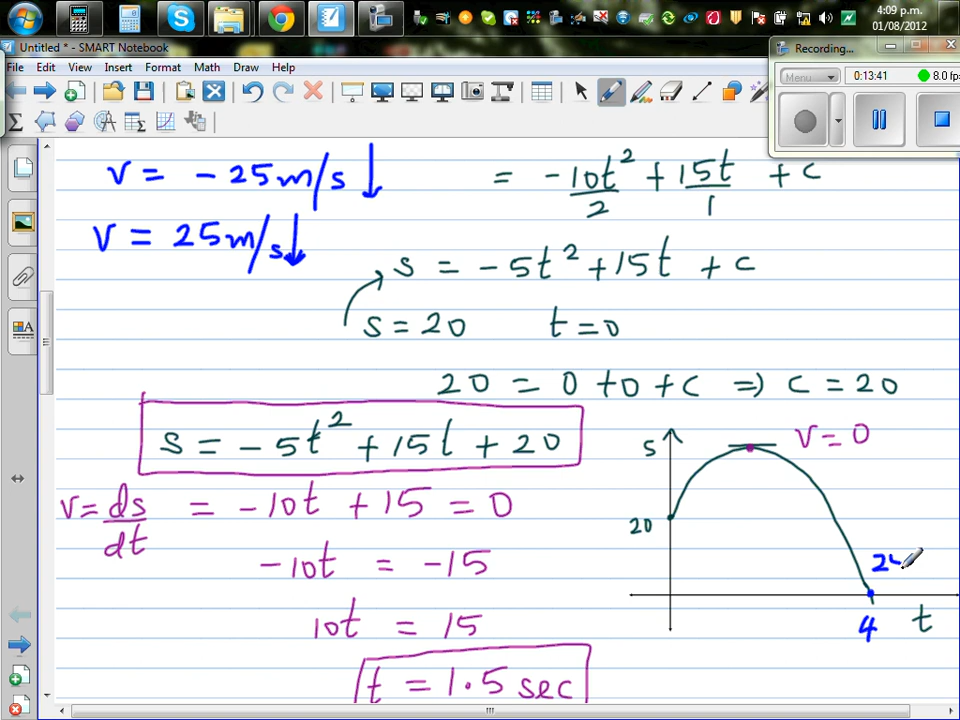 4:09 p.m.
01/08/2012
Untitled * - SMART Notebook
Recording...
File Edit View Insert Format Math Draw Help
Menu 0:13:41 8.0 fps
v = -25m/s ↓
= -10t²/2 + 15t/1 + c
v = 25m/s ↓
s = -5t² + 15t + c
s = 20 t = 0
20 = 0 + 0 + c ⇒ c = 20
s = -5t² + 15t + 20
s
v = 0
v = ds/dt = -10t + 15 = 0
20
-10t = -15
10t = 15
4 t
t = 1.5 sec